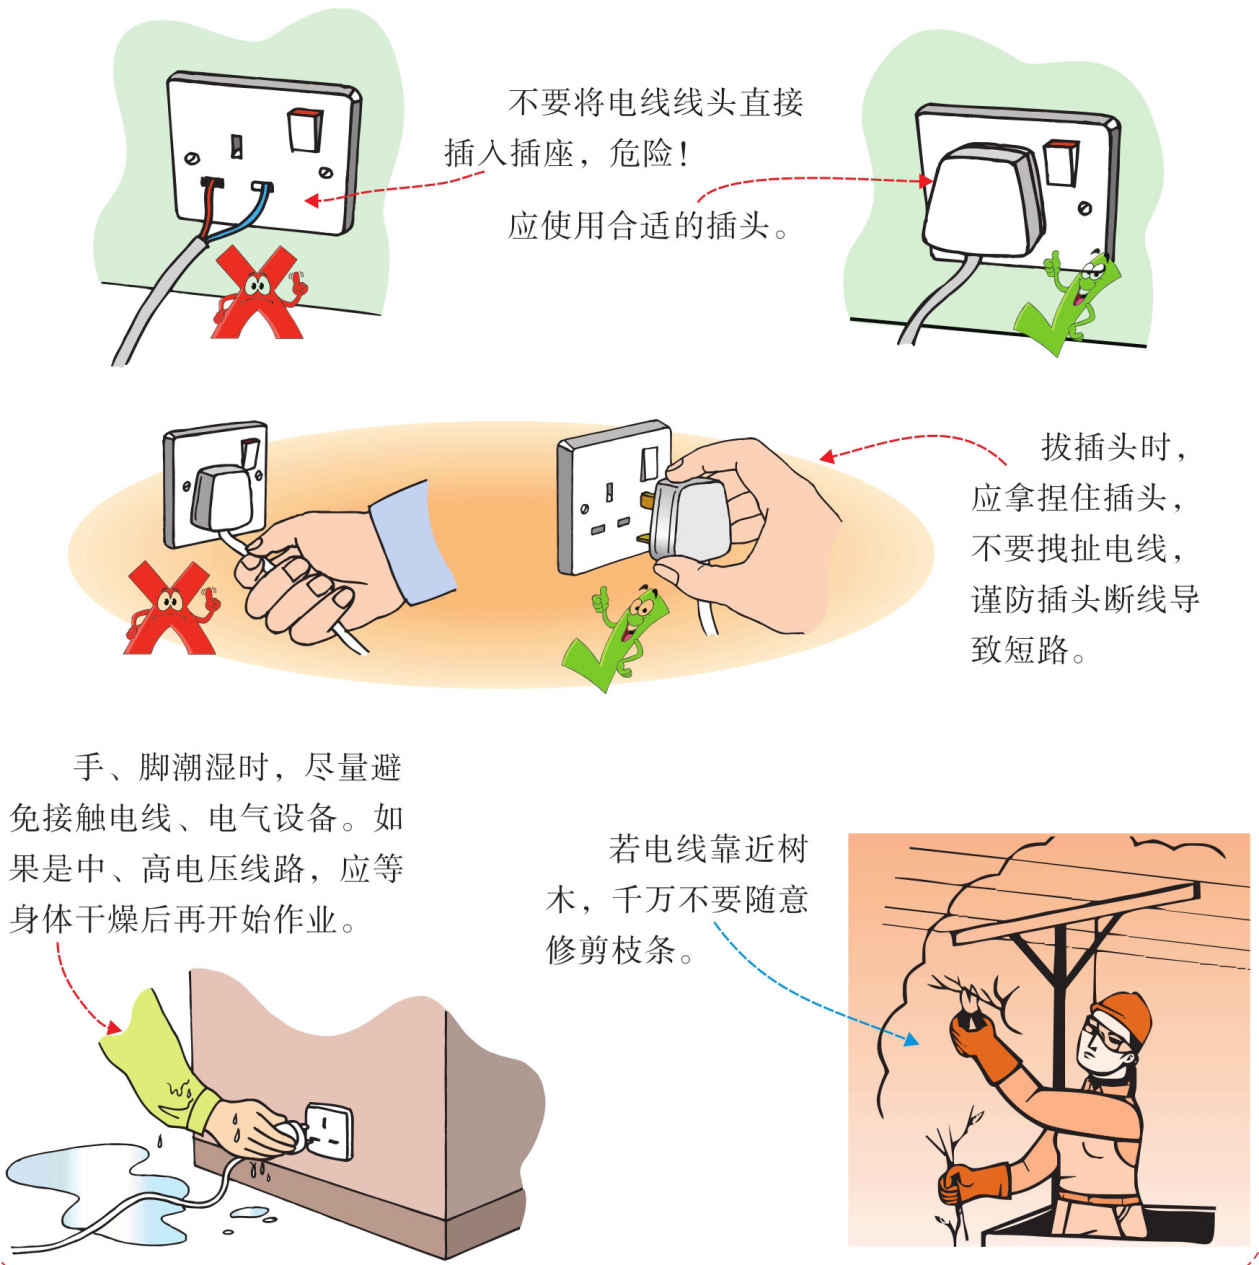 不要将电线线头直接
插入插座，危险！
应使用合适的插头。
拔插头时，
应拿捏住插头，
不要拽扯电线，
谨防插头断线导
致短路。
手、脚潮湿时，尽量避
免接触电线、电气设备。如
果是中、高电压线路，应等
身体干燥后再开始作业。
若电线靠近树
木，千万不要随意
修剪枝条。